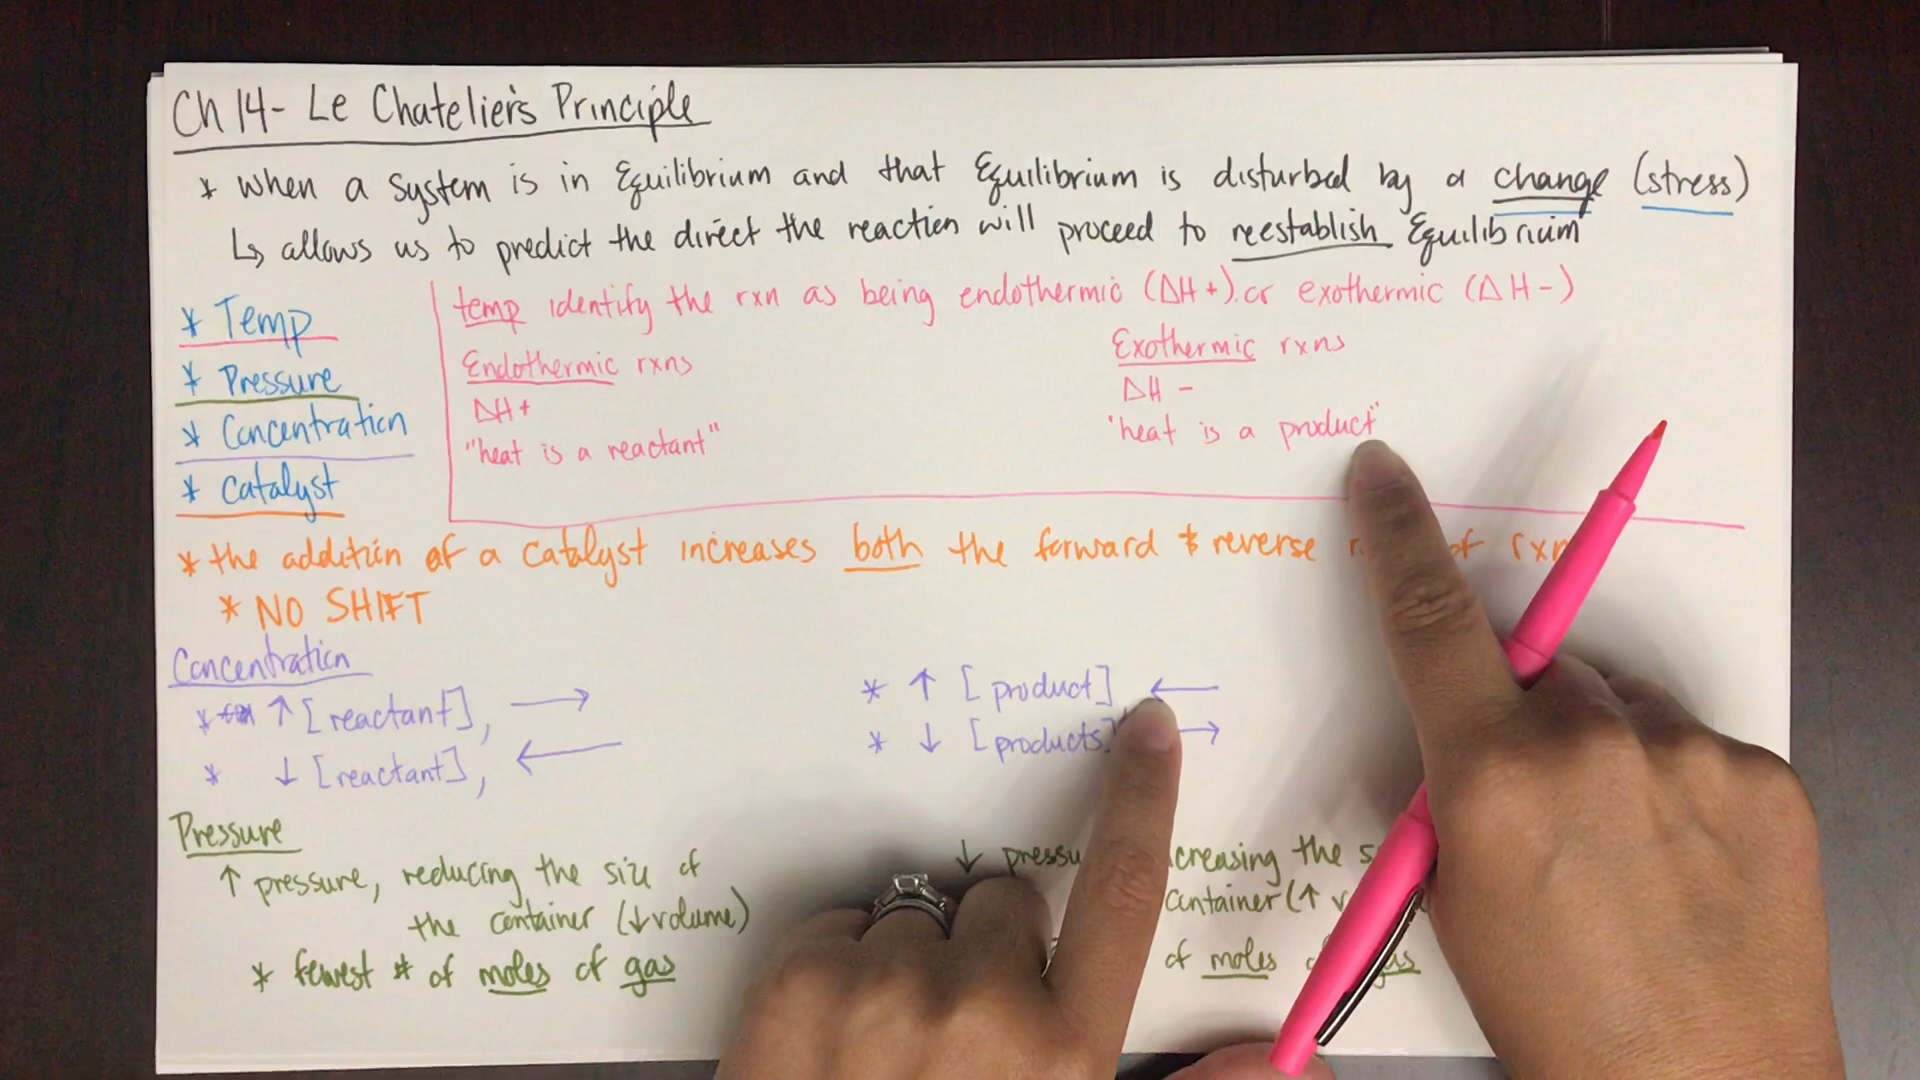 Ch 14- Le Chatelier's Principle
* When a system is in Equilibrium and that Equilibrium is disturbed by a change (stress)
↳ allows us to predict the direct the reaction will proceed to reestablish Equilibrium
* Temp
* Pressure
* Concentration
* Catalyst
temp identify the rxn as being endothermic (ΔH+) or exothermic (ΔH-)
Endothermic rxns
ΔH+
"heat is a reactant"
Exothermic rxns
ΔH -
"heat is a product"
* the addition of a catalyst increases both the forward & reverse of rxn
* NO SHIFT
Concentration
* ↑ [reactant], →
* ↓ [reactant], ←
* ↑ [product] ←
* ↓ [products] →
Pressure
↑ pressure, reducing the size of
the container (↓volume)
* fewest # of moles of gas
↓ the
container (↑
of moles